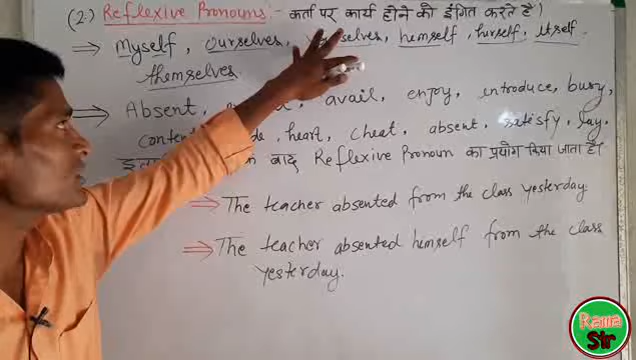 (2.) Reflexive Pronouns - कर्ता पर कार्य होने की इंगित करते है।
⇒ Myself, ourselves, himself, hurself, itself
themselves
⇒ Absent, avail, enjoy, introduce, busy,
heart, cheat, absent, satisfy, lay,
बाद Reflexive Pronoun का प्रयोग किया जाता है।
⇒ The teacher absented from the class yesterday
⇒ The teacher absented himself from the class
yesterday.
Rama
Sir